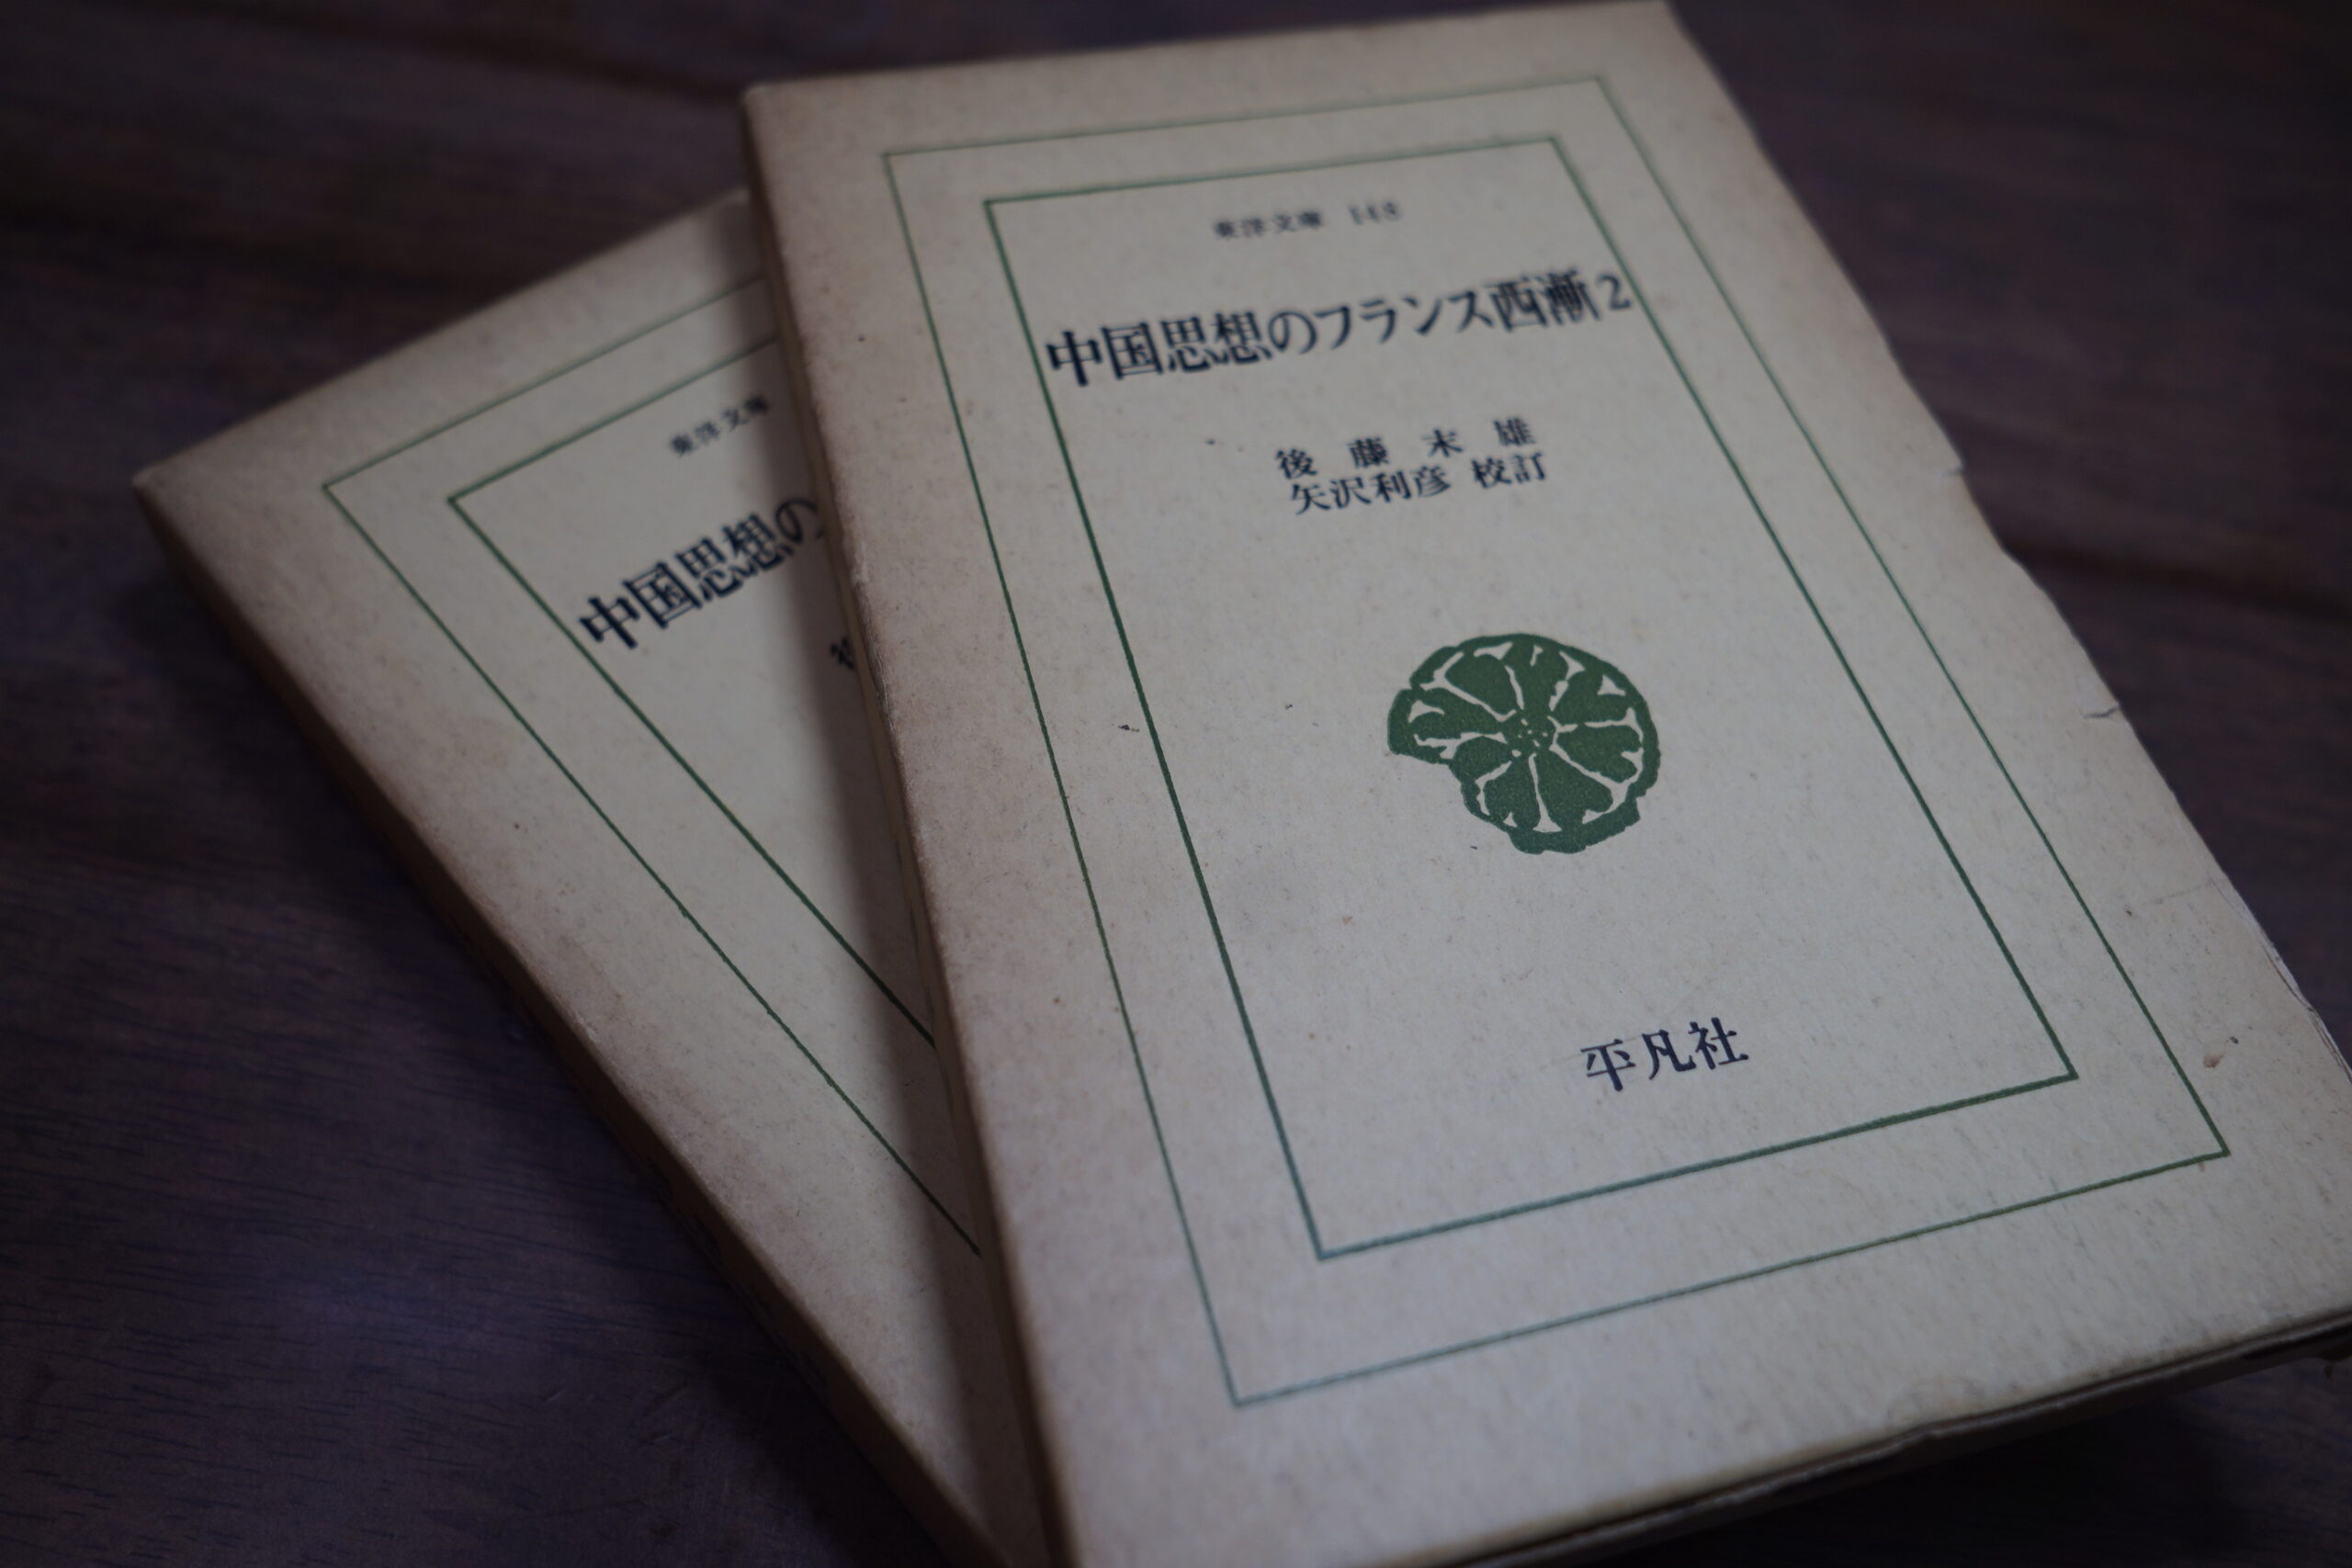 東洋文庫 148
中国思想のフランス西漸2
後藤末雄
矢沢利彦 校訂
平凡社
東洋文庫
中国思想の
後